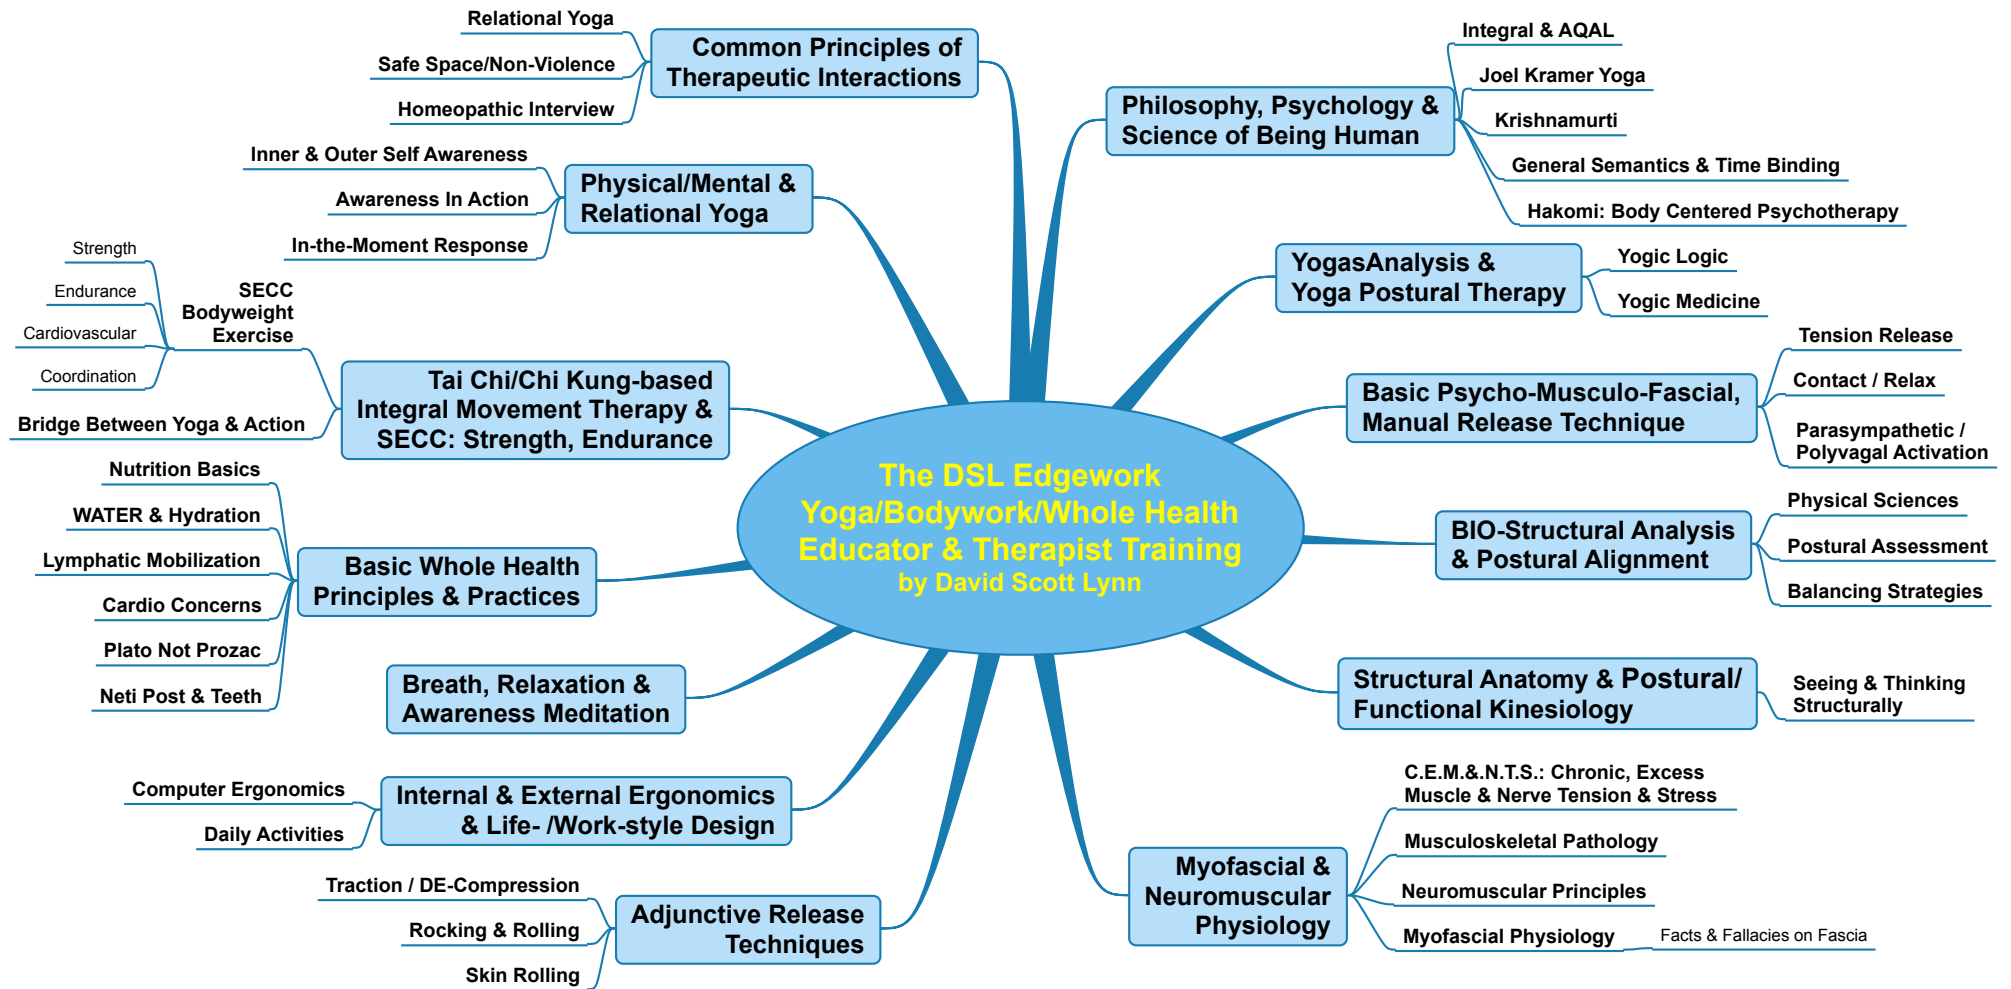 The DSL Edgework
Yoga/Bodywork/Whole Health
Educator & Therapist Training
by David Scott Lynn
Philosophy, Psychology &
Science of Being Human
Integral & AQAL
Joel Kramer Yoga
Krishnamurti
General Semantics & Time Binding
Hakomi: Body Centered Psychotherapy
YogasAnalysis &
Yoga Postural Therapy
Yogic Logic
Yogic Medicine
Basic Psycho-Musculo-Fascial,
Manual Release Technique
Tension Release
Contact / Relax
Parasympathetic /
Polyvagal Activation
BIO-Structural Analysis
& Postural Alignment
Physical Sciences
Postural Assessment
Balancing Strategies
Structural Anatomy & Postural/
Functional Kinesiology
Seeing & Thinking
Structurally
Myofascial &
Neuromuscular
Physiology
C.E.M.&.N.T.S.: Chronic, Excess
Muscle & Nerve Tension & Stress
Musculoskeletal Pathology
Neuromuscular Principles
Myofascial Physiology
Facts & Fallacies on Fascia
Common Principles of
Therapeutic Interactions
Relational Yoga
Safe Space/Non-Violence
Homeopathic Interview
Physical/Mental &
Relational Yoga
Inner & Outer Self Awareness
Awareness In Action
In-the-Moment Response
Tai Chi/Chi Kung-based
Integral Movement Therapy &
SECC: Strength, Endurance
SECC
Bodyweight
Exercise
Strength
Endurance
Cardiovascular
Coordination
Bridge Between Yoga & Action
Basic Whole Health
Principles & Practices
Nutrition Basics
WATER & Hydration
Lymphatic Mobilization
Cardio Concerns
Plato Not Prozac
Neti Post & Teeth
Breath, Relaxation &
Awareness Meditation
Internal & External Ergonomics
& Life- /Work-style Design
Computer Ergonomics
Daily Activities
Adjunctive Release
Techniques
Traction / DE-Compression
Rocking & Rolling
Skin Rolling